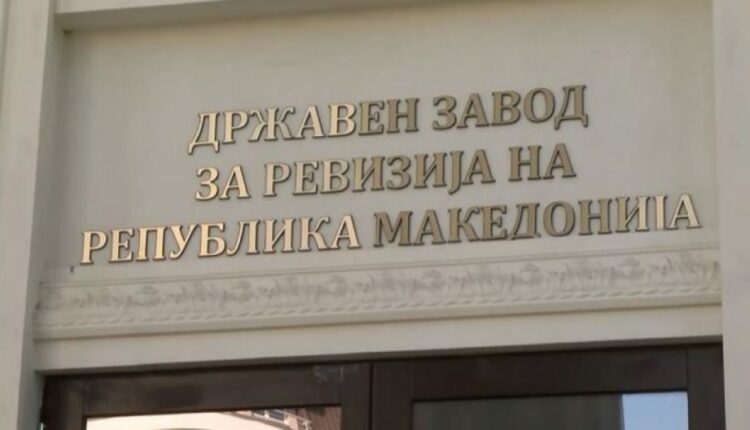 ДРЖАВЕН ЗАВОД
ЗА РЕВИЗИЈА НА
РЕПУБЛИКА МАКЕДОНИЈА